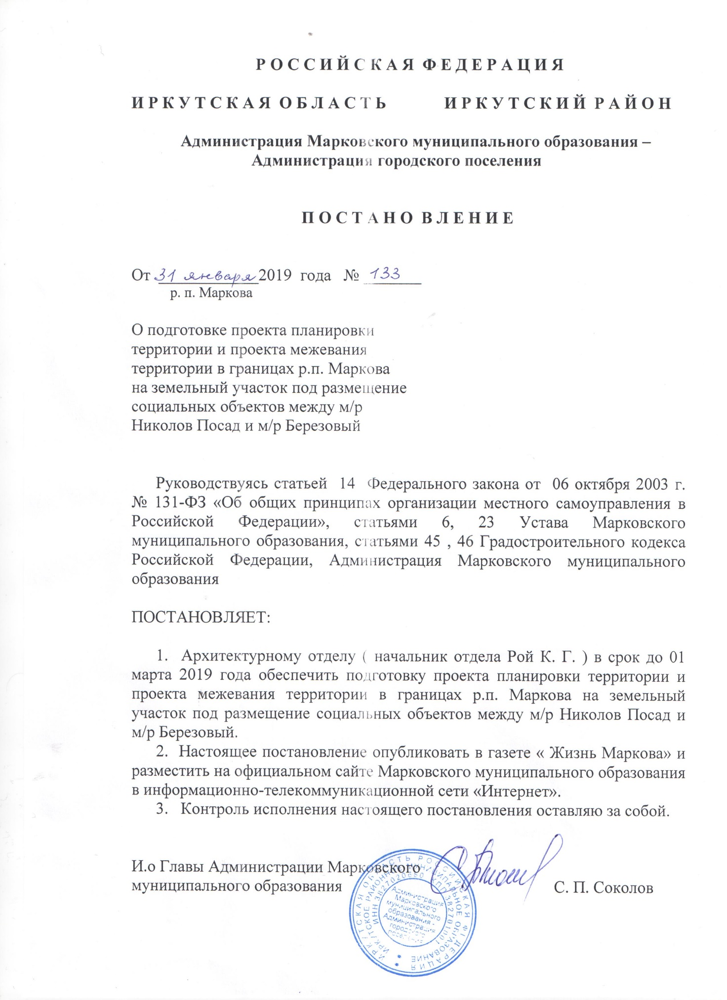 Р О С С И Й С К А Я Ф Е Д Е Р А Ц И Я
И Р К У Т С К А Я О Б Л А С Т Ь И Р К У Т С К И Й Р А Й О Н
Администрация Марковского муниципального образования –
Администрация городского поселения
П О С Т А Н О В Л Е Н И Е
От 31 января 2019 года № 133
р. п. Маркова
О подготовке проекта планировки
территории и проекта межевания
территории в границах р.п. Маркова
на земельный участок под размещение
социальных объектов между м/р
Николов Посад и м/р Березовый
Руководствуясь статьей 14 Федерального закона от 06 октября 2003 г.
№ 131-ФЗ «Об общих принципах организации местного самоуправления в
Российской Федерации», статьями 6, 23 Устава Марковского
муниципального образования, статьями 45 , 46 Градостроительного кодекса
Российской Федерации, Администрация Марковского муниципального
образования
ПОСТАНОВЛЯЕТ:
1. Архитектурному отделу ( начальник отдела Рой К. Г. ) в срок до 01
марта 2019 года обеспечить подготовку проекта планировки территории и
проекта межевания территории в границах р.п. Маркова на земельный
участок под размещение социальных объектов между м/р Николов Посад и
м/р Березовый.
2. Настоящее постановление опубликовать в газете « Жизнь Маркова» и
разместить на официальном сайте Марковского муниципального образования
в информационно-телекоммуникационной сети «Интернет».
3. Контроль исполнения настоящего постановления оставляю за собой.
И.о Главы Администрации Марковского
муниципального образования С. П. Соколов
ИРКУТСКАЯ ОБЛАСТЬ РОССИЙСКАЯ ФЕДЕРАЦИЯ
ИРКУТСКОЕ РАЙОННОЕ МУНИЦИПАЛЬНОЕ ОБРАЗОВАНИЕ
ИНН 3827020680 КПП 382701001
Администрация
Марковского
муниципального
образования -
Администрация
городского
поселения